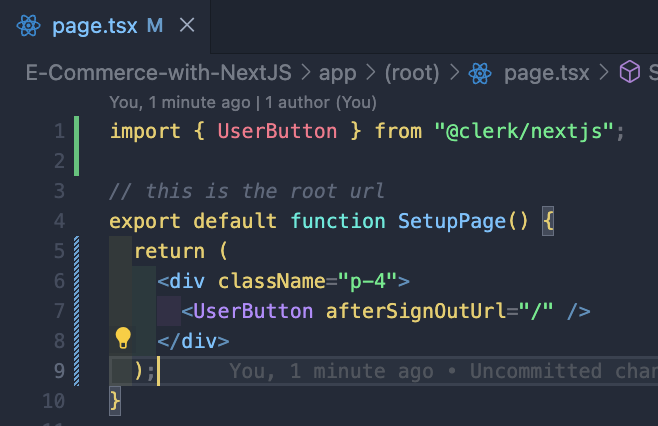 page.tsx M
E-Commerce-with-NextJS > app > (root) > page.tsx >
You, 1 minute ago | 1 author (You)
1 import { UserButton } from "@clerk/nextjs";
2
3 // this is the root url
4 export default function SetupPage() {
5 return (
6 <div className="p-4">
7 <UserButton afterSignOutUrl="/" />
8 </div>
9 ); You, 1 minute ago • Uncommitted
10 }